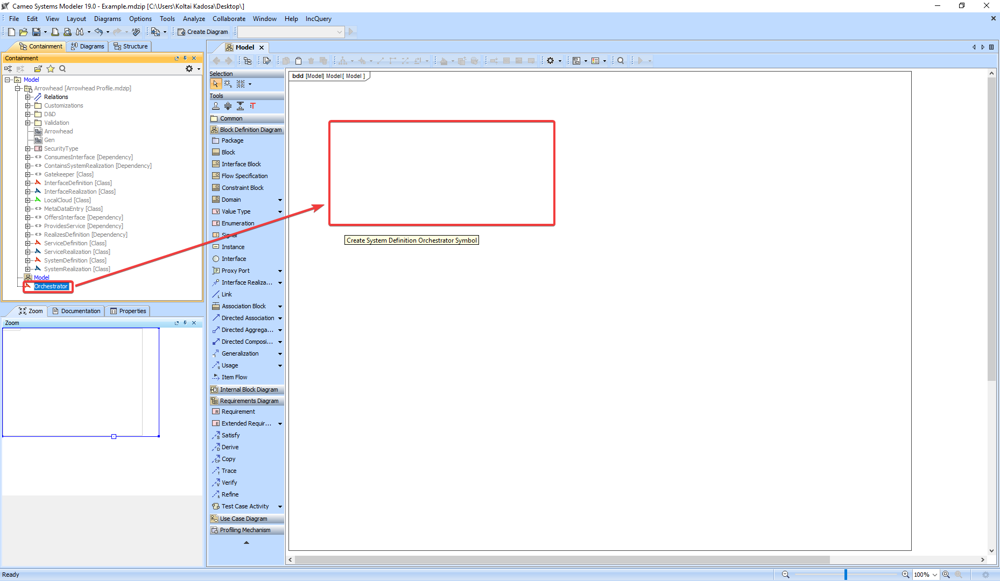 Cameo Systems Modeler 19.0 - Example.mdzip [C:\Users\Koltai Kadosa\Desktop\]
File Edit View Layout Diagrams Options Tools Analyze Collaborate Window Help IncQuery
Create Diagram
Containment Diagrams Structure
Containment
Model
Arrowhead [Arrowhead Profile.mdzip]
Relations
Customizations
D&D
Validation
Arrowhead
Gen
SecurityType
ConsumesInterface [Dependency]
ContainsSystemRealization [Dependency]
Gatekeeper [Class]
InterfaceDefinition [Class]
InterfaceRealization [Class]
LocalCloud [Class]
MetaDataEntry [Class]
OffersInterface [Dependency]
ProvidesService [Dependency]
RealizesDefinition [Dependency]
ServiceDefinition [Class]
ServiceRealization [Class]
SystemDefinition [Class]
SystemRealization [Class]
Model
Orchestrator
Zoom Documentation Properties
Zoom
Model
Selection
Tools
Common
Block Definition Diagram
Package
Block
Interface Block
Flow Specification
Constraint Block
Domain
Value Type
Enumeration
Signal
Instance
Interface
Proxy Port
Interface Realiza...
Link
Association Block
Directed Association
Directed Aggrega...
Directed Composi...
Generalization
Usage
Item Flow
Internal Block Diagram
Requirements Diagram
Requirement
Extended Requir...
Satisfy
Derive
Copy
Trace
Verify
Refine
Test Case Activity
Use Case Diagram
Profiling Mechanism
bdd [Model] Model[ Model ]
Create System Definition Orchestrator Symbol
Ready
100%